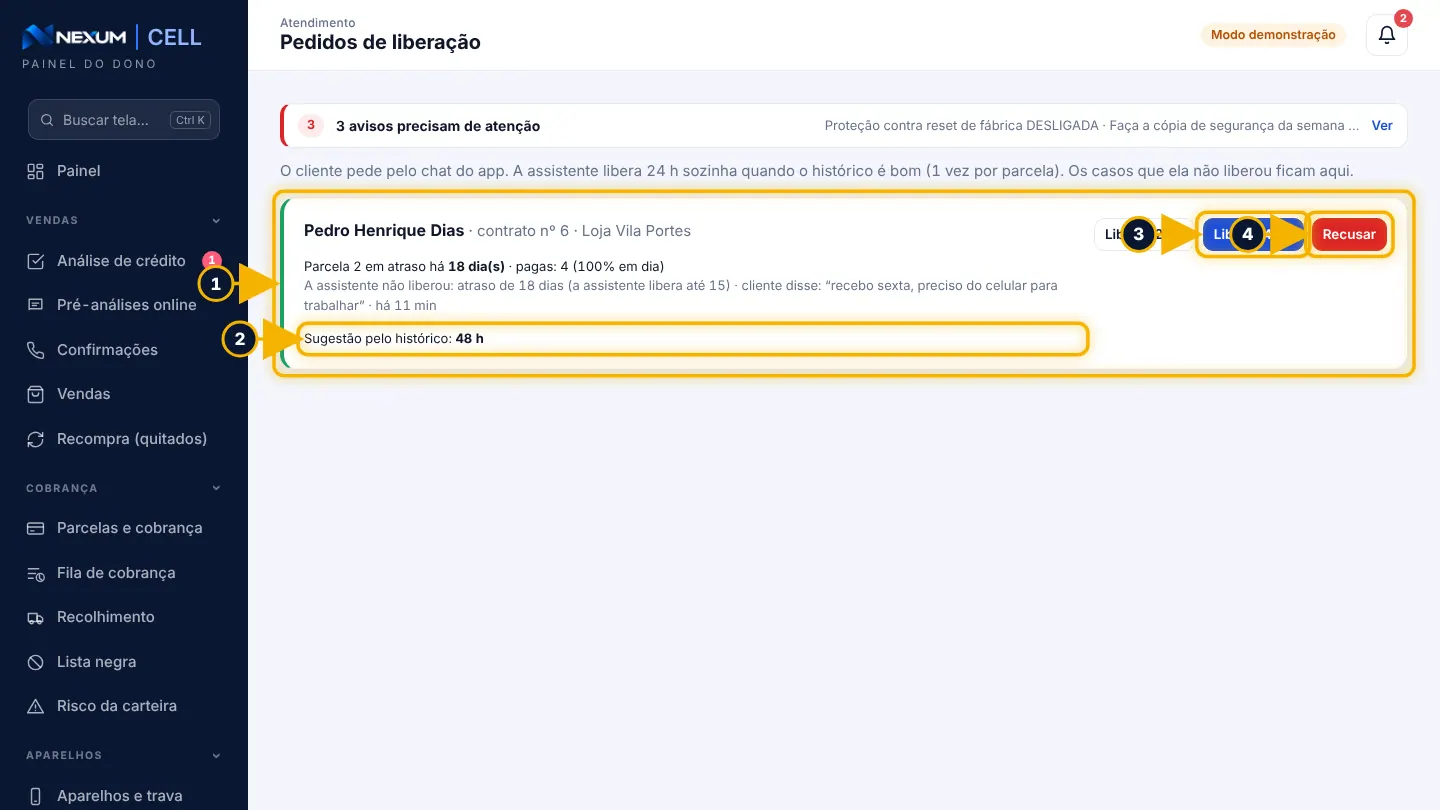 NEXUM | CELL
PAINEL DO DONO
Buscar tela... Ctrl K
Painel
VENDAS
Análise de crédito 1
Pré-análises online
Confirmações
Vendas
Recompra (quitados)
COBRANÇA
Parcelas e cobrança
Fila de cobrança
Recolhimento
Lista negra
Risco da carteira
APARELHOS
Aparelhos e trava
Atendimento
Pedidos de liberação
Modo demonstração
2
3 3 avisos precisam de atenção
Proteção contra reset de fábrica DESLIGADA · Faça a cópia de segurança da semana ... Ver
O cliente pede pelo chat do app. A assistente libera 24 h sozinha quando o histórico é bom (1 vez por parcela). Os casos que ela não liberou ficam aqui.
Pedro Henrique Dias · contrato nº 6 · Loja Vila Portes
3 4 Recusar
Parcela 2 em atraso há 18 dia(s) · pagas: 4 (100% em dia)
1
A assistente não liberou: atraso de 18 dias (a assistente libera até 15) · cliente disse: “recebo sexta, preciso do celular para
trabalhar” · há 11 min
2 Sugestão pelo histórico: 48 h